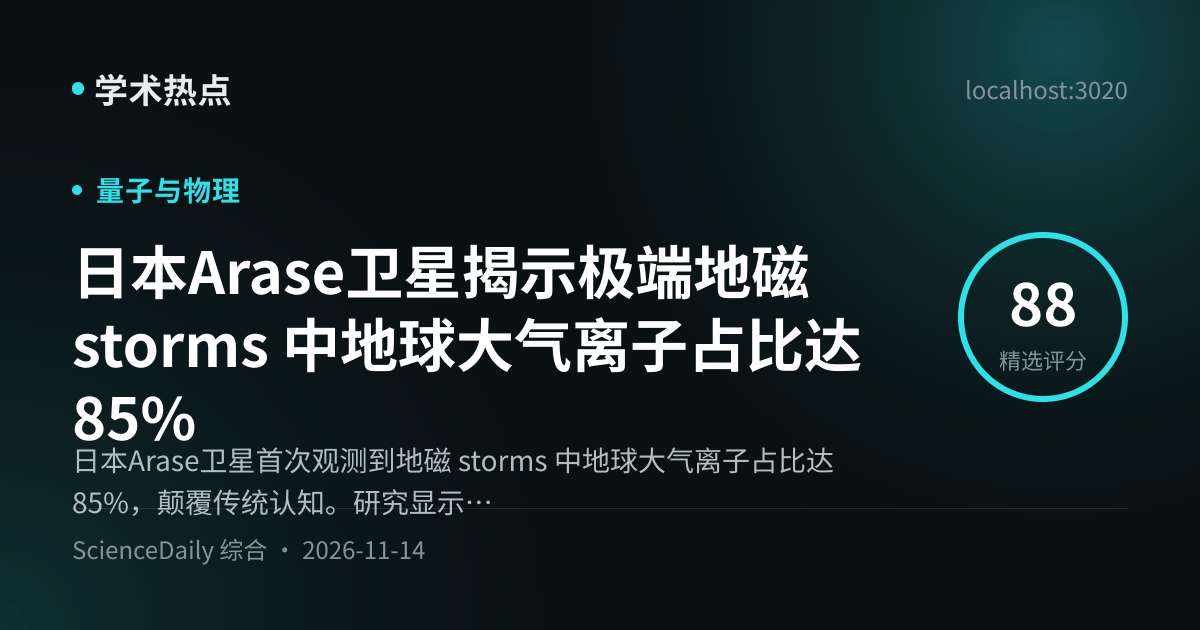 学术热点
localhost:3020
量子与物理
日本Arase卫星揭示极端地磁
storms 中地球大气离子占比达
85%
88
精选评分
日本Arase卫星首次观测到地磁 storms 中地球大气离子占比达
85%，颠覆传统认知。研究显示…
ScienceDaily 综合 · 2026-11-14